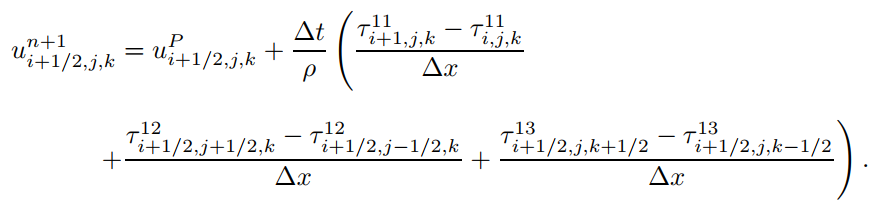 u^{n+1}_{i+1/2,j,k} = u^{P}_{i+1/2,j,k} + \frac{\Delta t}{\rho} \left( \frac{\tau^{11}_{i+1,j,k} - \tau^{11}_{i,j,k}}{\Delta x} \right.
\left. + \frac{\tau^{12}_{i+1/2,j+1/2,k} - \tau^{12}_{i+1/2,j-1/2,k}}{\Delta x} + \frac{\tau^{13}_{i+1/2,j,k+1/2} - \tau^{13}_{i+1/2,j,k-1/2}}{\Delta x} \right).